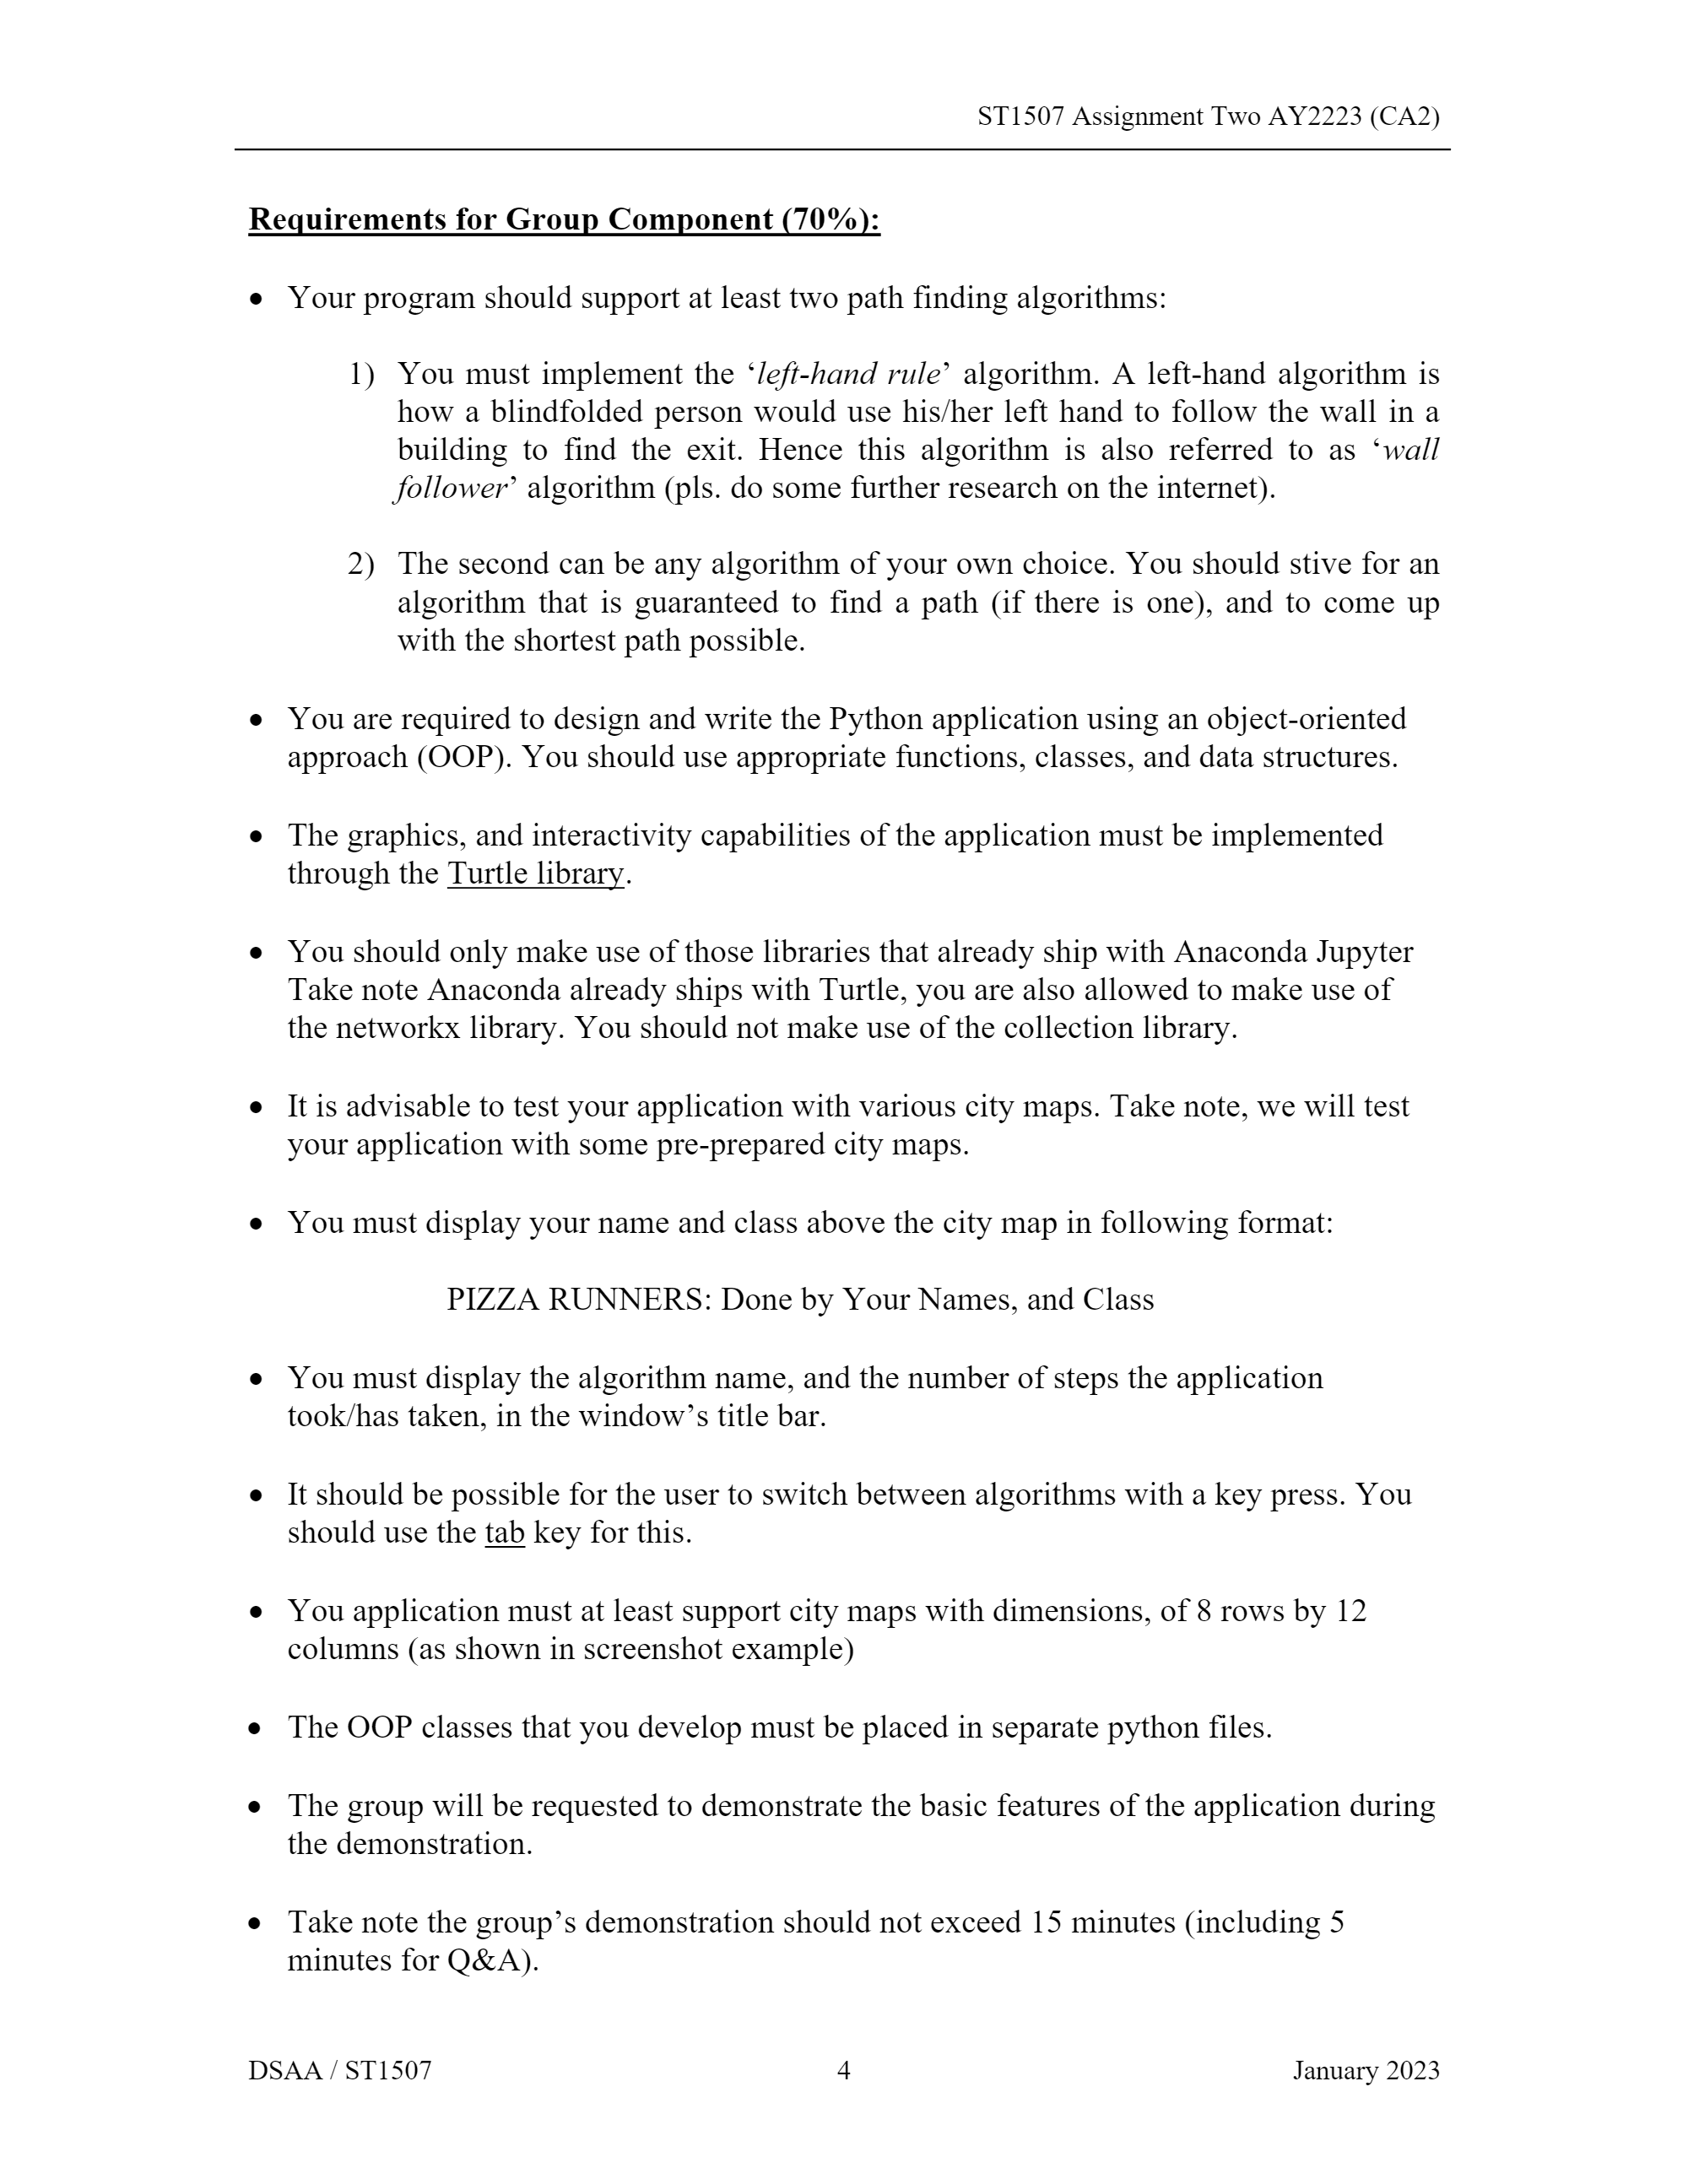 ST1507 Assignment Two AY2223 (CA2)
Requirements for Group Component (70%):
• Your program should support at least two path finding algorithms:
1) You must implement the ‘left-hand rule’ algorithm. A left-hand algorithm is
how a blindfolded person would use his/her left hand to follow the wall in a
building to find the exit. Hence this algorithm is also referred to as ‘wall
follower’ algorithm (pls. do some further research on the internet).
2) The second can be any algorithm of your own choice. You should stive for an
algorithm that is guaranteed to find a path (if there is one), and to come up
with the shortest path possible.
• You are required to design and write the Python application using an object-oriented
approach (OOP). You should use appropriate functions, classes, and data structures.
• The graphics, and interactivity capabilities of the application must be implemented
through the Turtle library.
• You should only make use of those libraries that already ship with Anaconda Jupyter
Take note Anaconda already ships with Turtle, you are also allowed to make use of
the networkx library. You should not make use of the collection library.
• It is advisable to test your application with various city maps. Take note, we will test
your application with some pre-prepared city maps.
• You must display your name and class above the city map in following format:
PIZZA RUNNERS: Done by Your Names, and Class
• You must display the algorithm name, and the number of steps the application
took/has taken, in the window’s title bar.
• It should be possible for the user to switch between algorithms with a key press. You
should use the tab key for this.
• You application must at least support city maps with dimensions, of 8 rows by 12
columns (as shown in screenshot example)
• The OOP classes that you develop must be placed in separate python files.
• The group will be requested to demonstrate the basic features of the application during
the demonstration.
• Take note the group’s demonstration should not exceed 15 minutes (including 5
minutes for Q&A).
DSAA / ST1507 4 January 2023